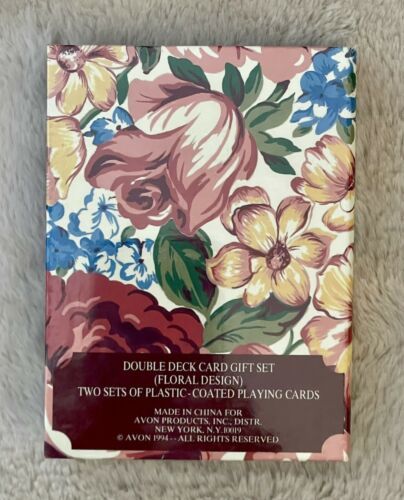 DOUBLE DECK CARD GIFT SET
(FLORAL DESIGN)
TWO SETS OF PLASTIC-COATED PLAYING CARDS
MADE IN CHINA FOR
AVON PRODUCTS, INC., DISTR.
NEW YORK, N.Y. 10019
© AVON 1994 -- ALL RIGHTS RESERVED